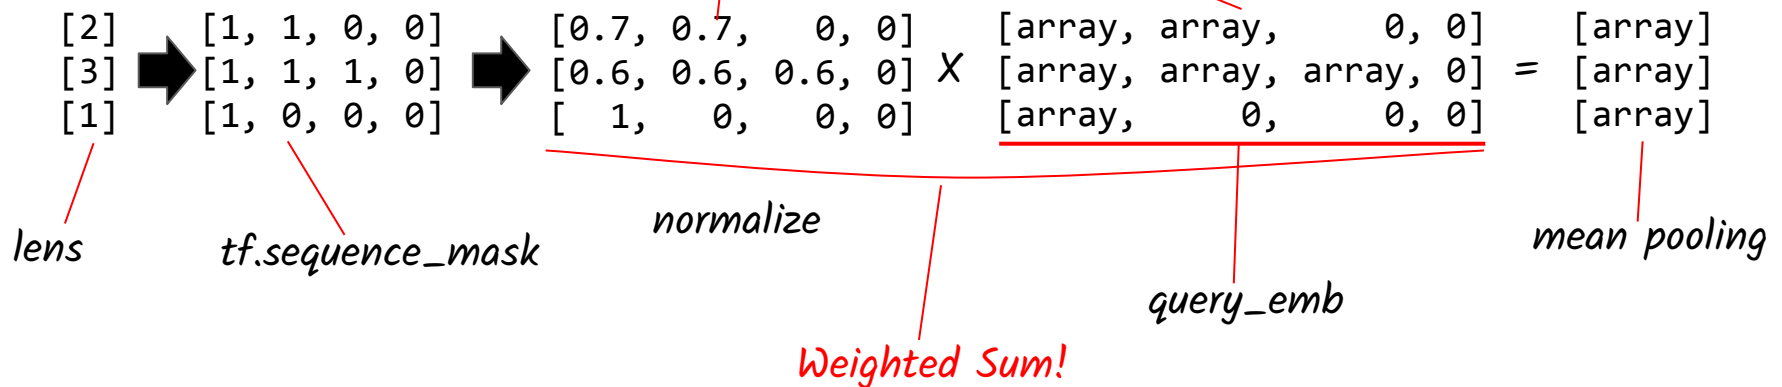 [2] [1, 1, 0, 0] [0.7, 0.7, 0, 0] [array, array, 0, 0] [array]
[3] [1, 1, 1, 0] [0.6, 0.6, 0.6, 0] X [array, array, array, 0] = [array]
[1] [1, 0, 0, 0] [ 1, 0, 0, 0] [array, 0, 0, 0] [array]
lens tf.sequence_mask normalize mean pooling
query_emb
Weighted Sum!